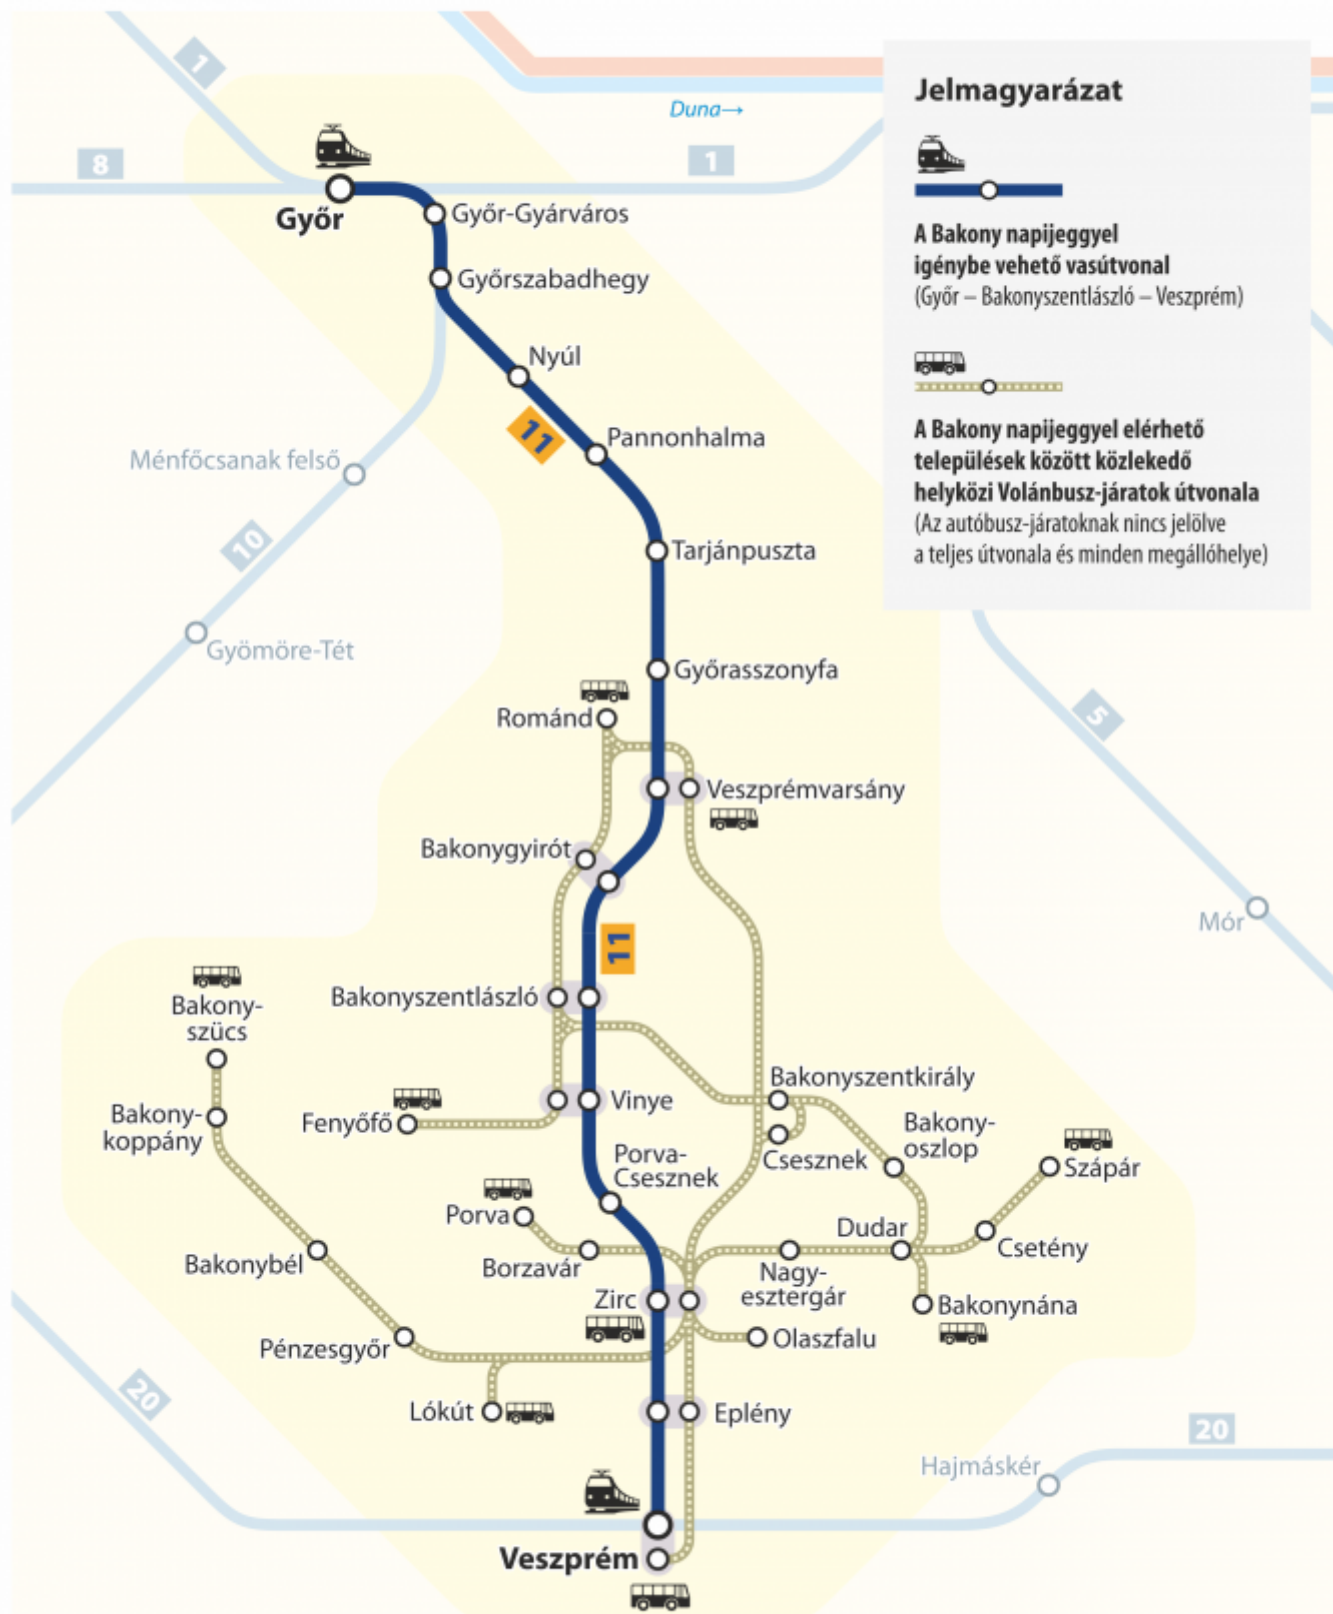 1
8
Duna→
1
Győr
Győr-Gyárváros
Győrszabadhegy
Nyúl
11
Pannonhalma
Ménfőcsanak felső
10
Tarjánpuszta
Gyömöre-Tét
Győrasszonyfa
Románd
5
Veszprémvarsány
Bakonygyirót
Mór
11
Bakonyszentlászló
Bakony-
szücs
Bakonyszentkirály
Vinye
Bakony-
koppány
Fenyőfő
Bakony-
oszlop
Csesznek
Szápár
Porva-
Csesznek
Porva
Dudar
Csetény
Bakonybél
Borzavár
Nagy-
esztergár
Zirc
Bakonynána
Pénzesgyőr
Olaszfalu
20
Lókút
Eplény
20
Hajmáskér
Veszprém
Jelmagyarázat
A Bakony napijeggyel
igénybe vehető vasútvonal
(Győr – Bakonyszentlászló – Veszprém)
A Bakony napijeggyel elérhető
települések között közlekedő
helyközi Volánbusz-járatok útvonala
(Az autóbusz-járatoknak nincs jelölve
a teljes útvonala és minden megállóhelye)